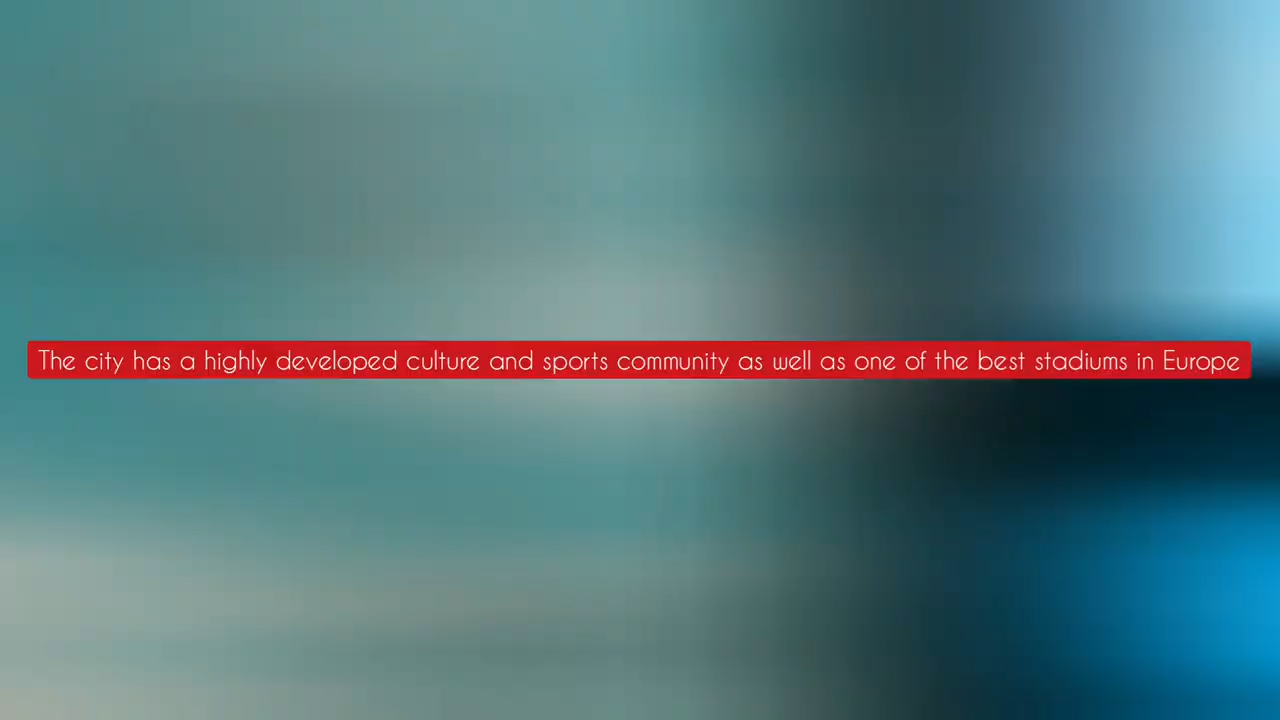 The city has a highly developed culture and sports community as well as one of the best stadiums in Europe